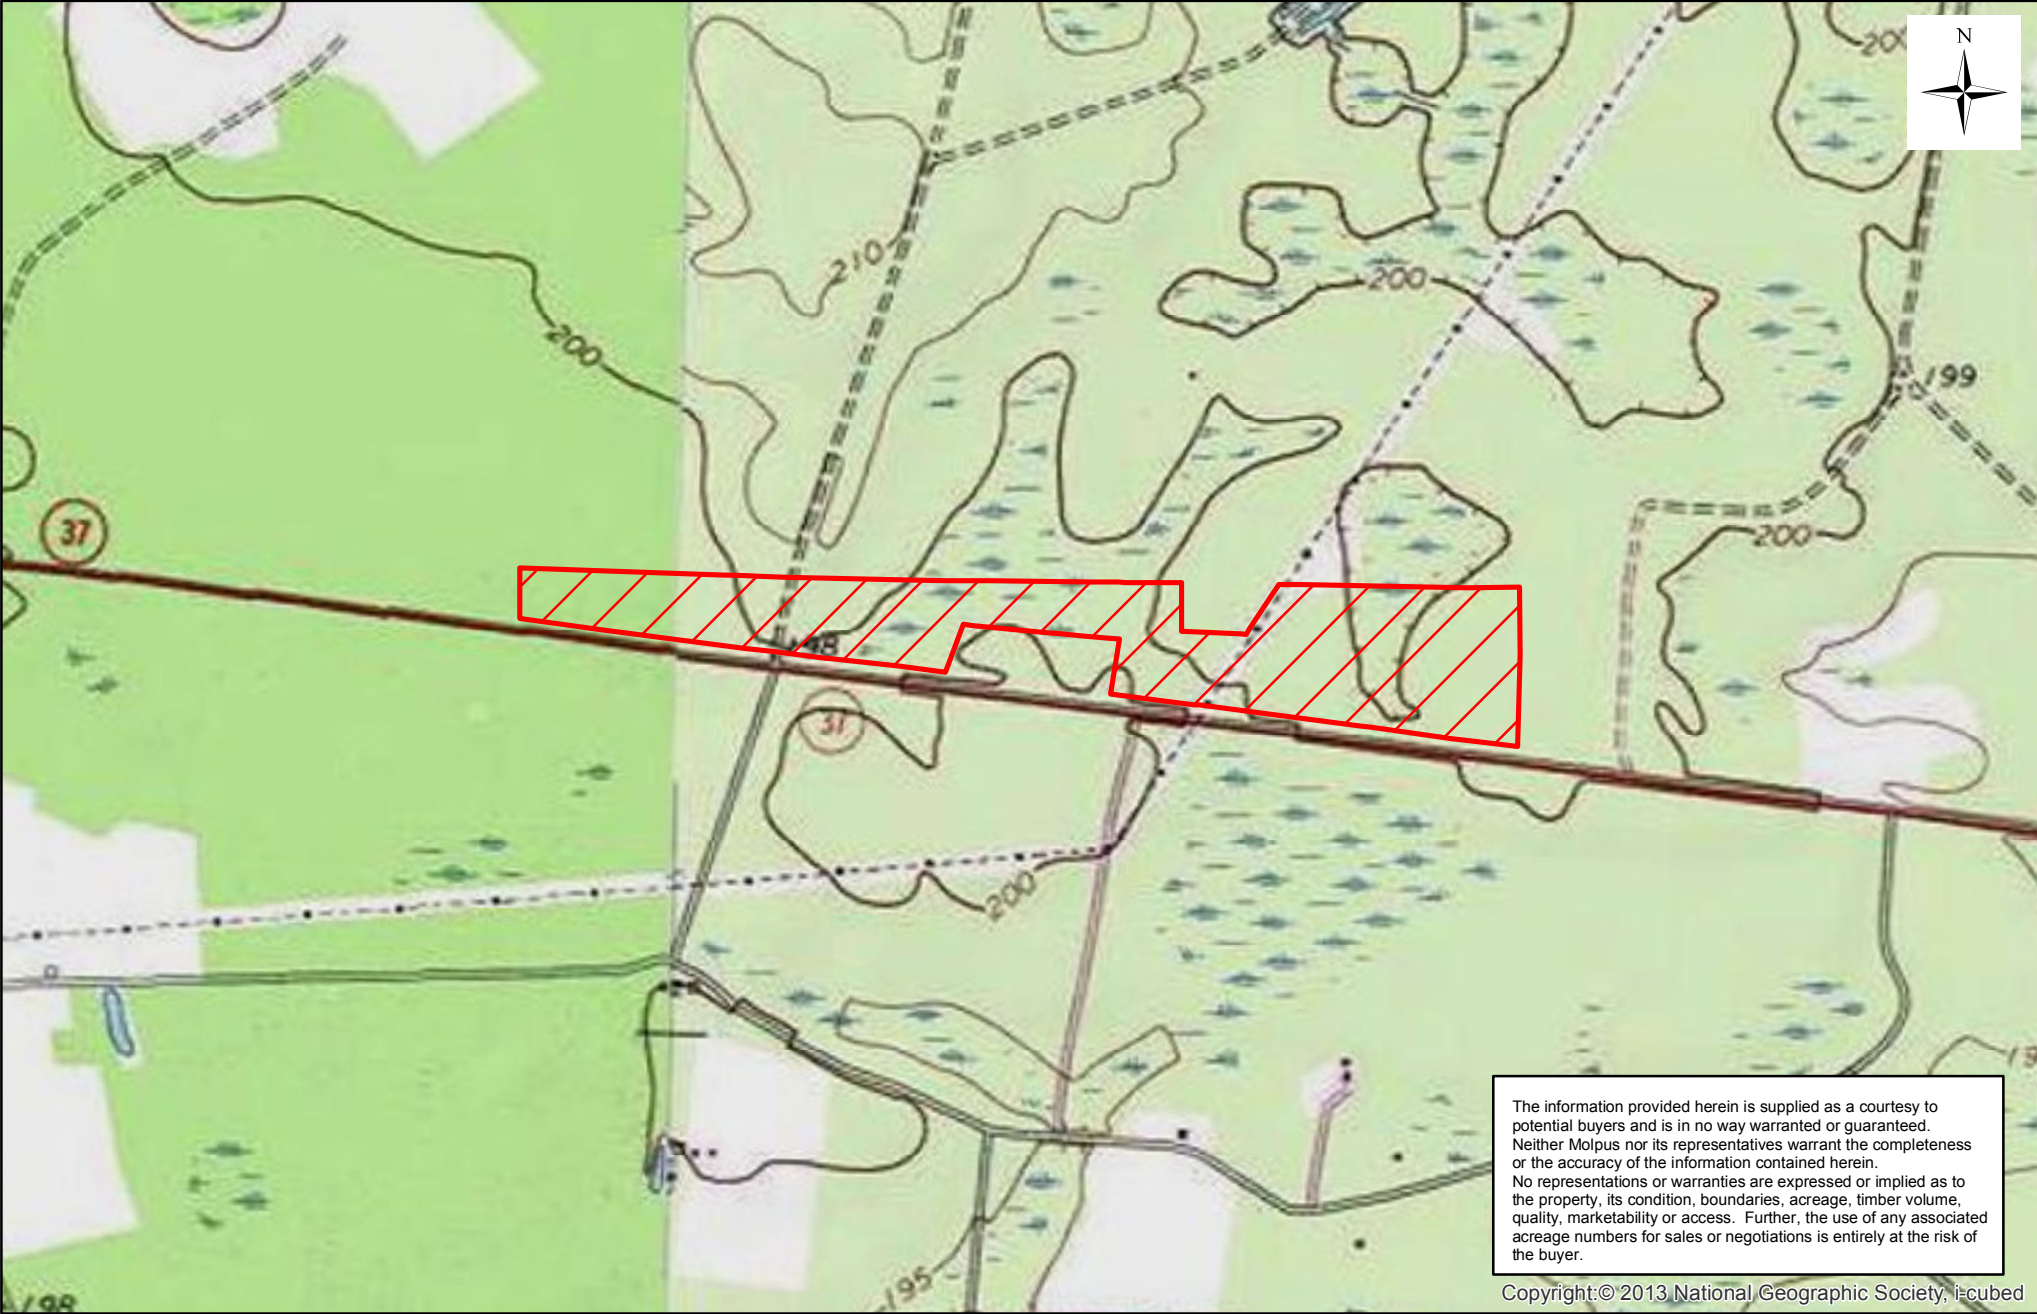 N
200
210
200
200
199
37
200
198
37
200
The information provided herein is supplied as a courtesy to
potential buyers and is in no way warranted or guaranteed.
Neither Molpus nor its representatives warrant the completeness
or the accuracy of the information contained herein.
No representations or warranties are expressed or implied as to
the property, its condition, boundaries, acreage, timber volume,
quality, marketability or access. Further, the use of any associated
acreage numbers for sales or negotiations is entirely at the risk of
the buyer.
195
198
Copyright:© 2013 National Geographic Society, i-cubed